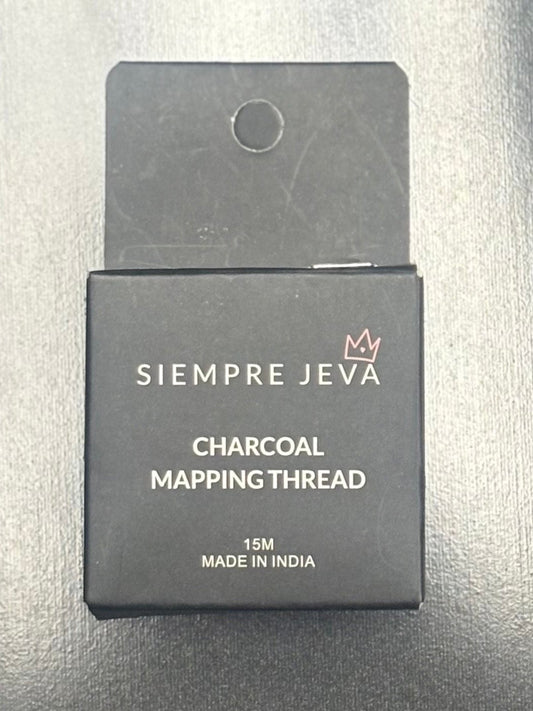 SIEMPRE JEVA
CHARCOAL
MAPPING THREAD
15M
MADE IN INDIA